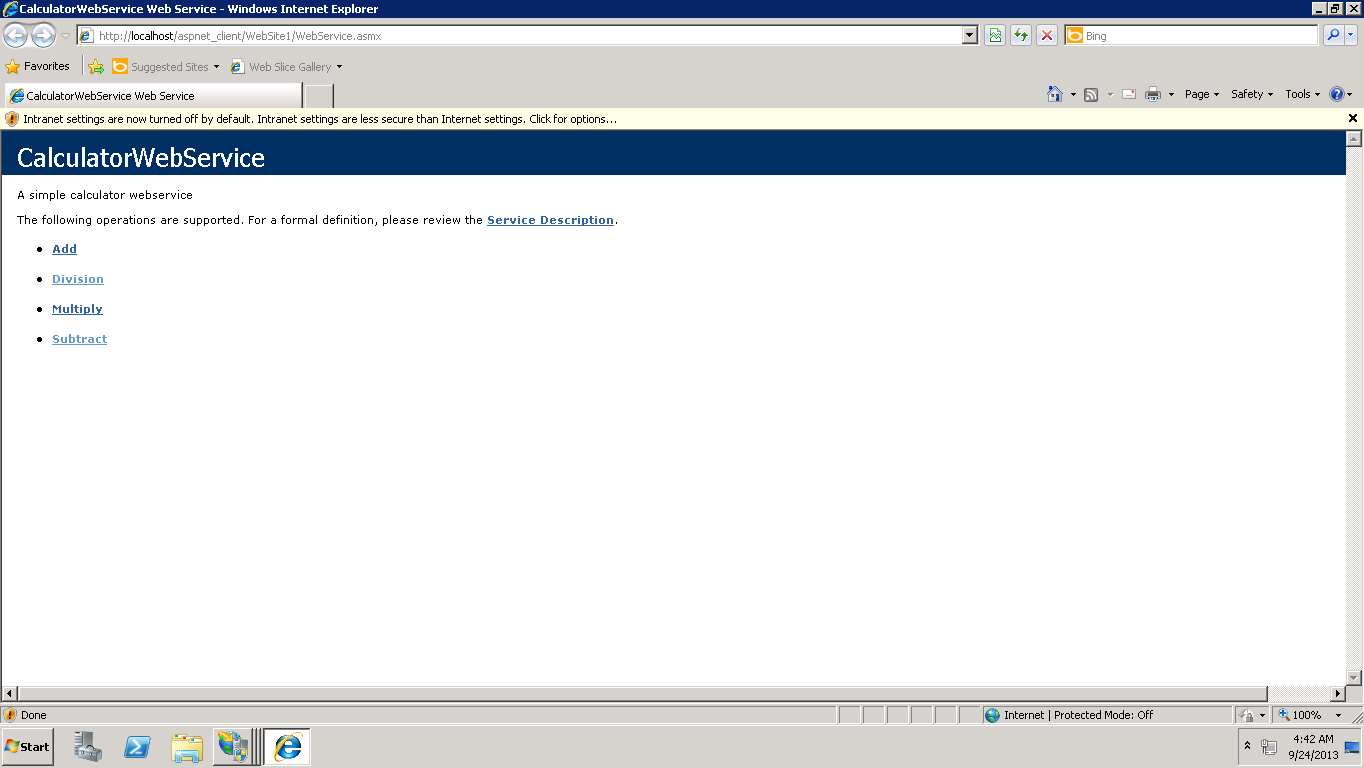 CalculatorWebService Web Service - Windows Internet Explorer
http://localhost/aspnet_client/WebSite1/WebService.asmx
Bing
Favorites Suggested Sites Web Slice Gallery
CalculatorWebService Web Service
Page Safety Tools
Intranet settings are now turned off by default. Intranet settings are less secure than Internet settings. Click for options...
CalculatorWebService
A simple calculator webservice
The following operations are supported. For a formal definition, please review the Service Description.
Add
Division
Multiply
Subtract
Done Internet | Protected Mode: Off 100%
Start
4:42 AM
9/24/2013